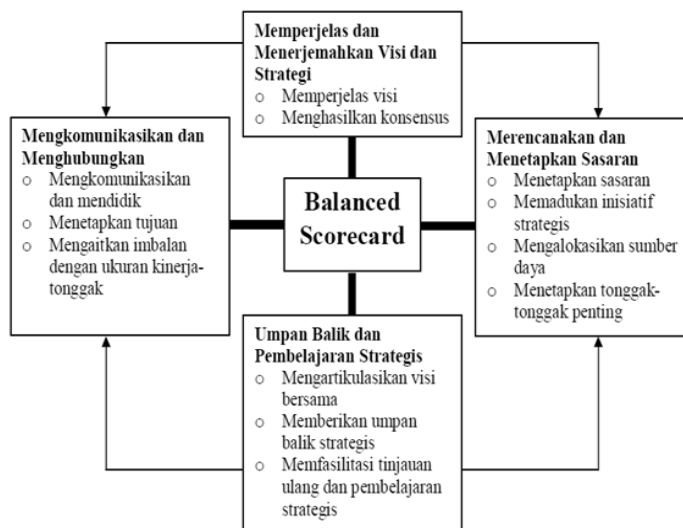 Memperjelas dan
Menerjemahkan Visi dan
Strategi
o Memperjelas visi
o Menghasilkan konsensus
Mengkomunikasikan dan
Menghubungkan
o Mengkomunikasikan
dan mendidik
o Menetapkan tujuan
o Mengaitkan imbalan
dengan ukuran kinerja-
tonggak
Balanced
Scorecard
Merencanakan dan
Menetapkan Sasaran
o Menetapkan sasaran
o Memadukan inisiatif
strategis
o Mengalokasikan sumber
daya
o Menetapkan tonggak-
tonggak penting
Umpan Balik dan
Pembelajaran Strategis
o Mengartikulasikan visi
bersama
o Memberikan umpan
balik strategis
o Memfasilitasi tinjauan
ulang dan pembelajaran
strategis